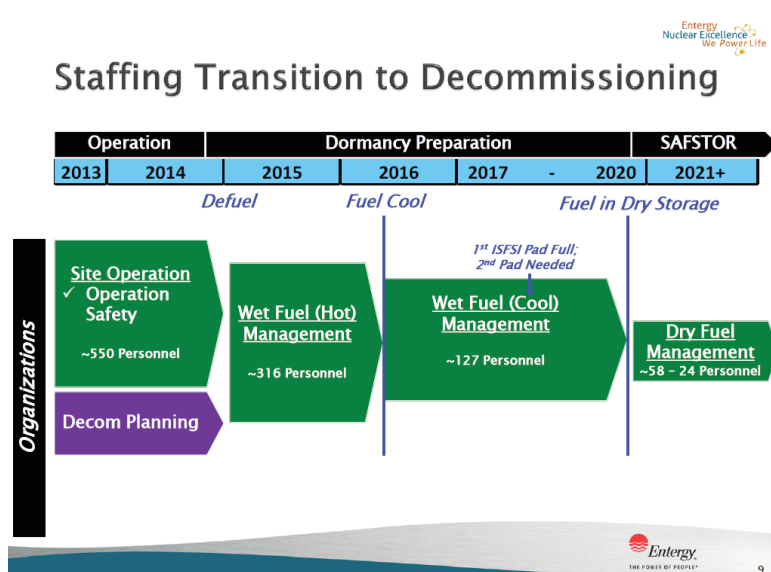 Entergy
Nuclear Excellence
We Power Life
Staffing Transition to Decommissioning
Operation
Dormancy Preparation
SAFSTOR
2013
2014
2015
2016
2017
-
2020
2021+
Defuel
Fuel Cool
Fuel in Dry Storage
Organizations
Site Operation
✓ Operation
Safety
~550 Personnel
Decom Planning
Wet Fuel (Hot)
Management
~316 Personnel
1st ISFSI Pad Full;
2nd Pad Needed
Wet Fuel (Cool)
Management
~127 Personnel
Dry Fuel
Management
~58 – 24 Personnel
Entergy
THE POWER OF PEOPLE®
9